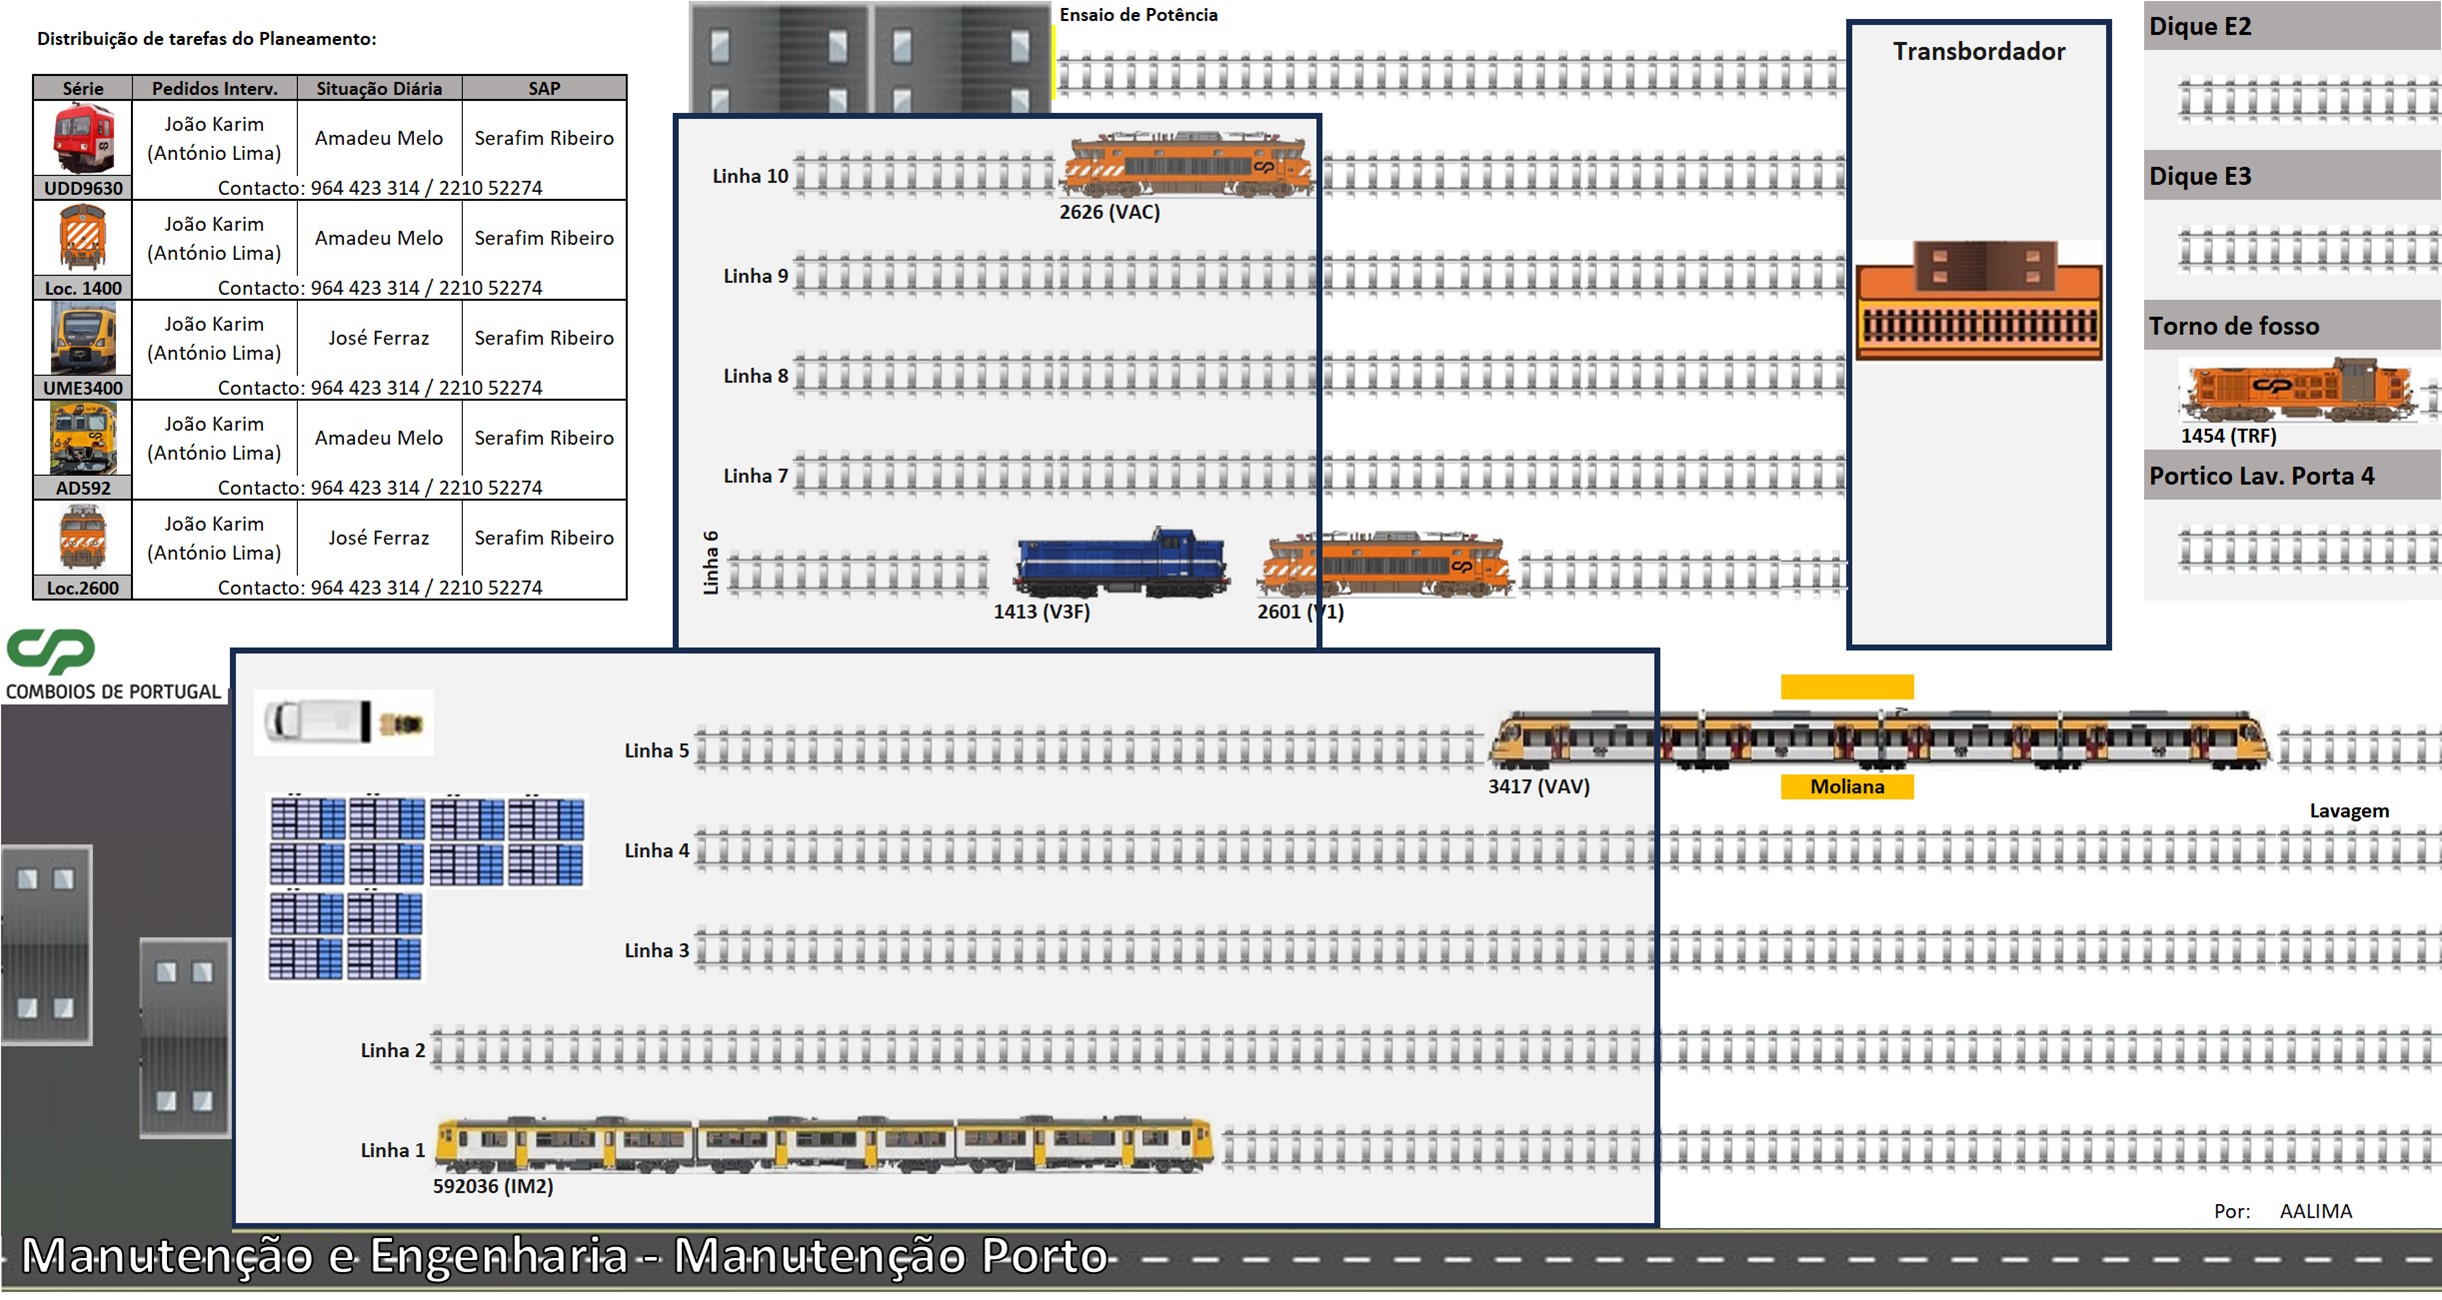 Distribuição de tarefas do Planeamento:
Série Pedidos Interv. Situação Diária SAP
João Karim
(António Lima)
Amadeu Melo
Serafim Ribeiro
UDD9630
Contacto: 964 423 314 / 2210 52274
João Karim
(António Lima)
Amadeu Melo
Serafim Ribeiro
Loc. 1400
Contacto: 964 423 314 / 2210 52274
João Karim
(António Lima)
José Ferraz
Serafim Ribeiro
UME3400
Contacto: 964 423 314 / 2210 52274
João Karim
(António Lima)
Amadeu Melo
Serafim Ribeiro
AD592
Contacto: 964 423 314 / 2210 52274
João Karim
(António Lima)
José Ferraz
Serafim Ribeiro
Loc.2600
Contacto: 964 423 314 / 2210 52274
Ensaio de Potência
Linha 10
2626 (VAC)
Linha 9
Linha 8
Linha 7
Linha 6
1413 (V3F)
2601 (V1)
Transbordador
Dique E2
Dique E3
Torno de fosso
1454 (TRF)
Portico Lav. Porta 4
CP
COMBOIOS DE PORTUGAL
Linha 5
3417 (VAV)
Moliana
Lavagem
Linha 4
Linha 3
Linha 2
Linha 1
592036 (IM2)
Por: AALIMA
Manutenção e Engenharia - Manutenção Porto